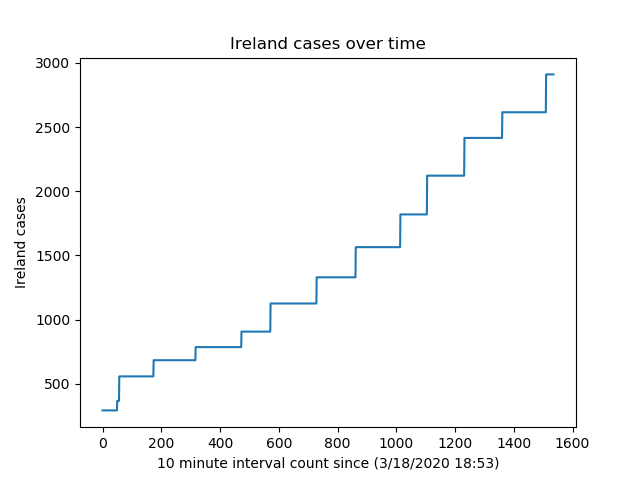 Ireland cases over time
3000
2500
2000
1500
1000
500
Ireland cases
0 200 400 600 800 1000 1200 1400 1600
10 minute interval count since (3/18/2020 18:53)